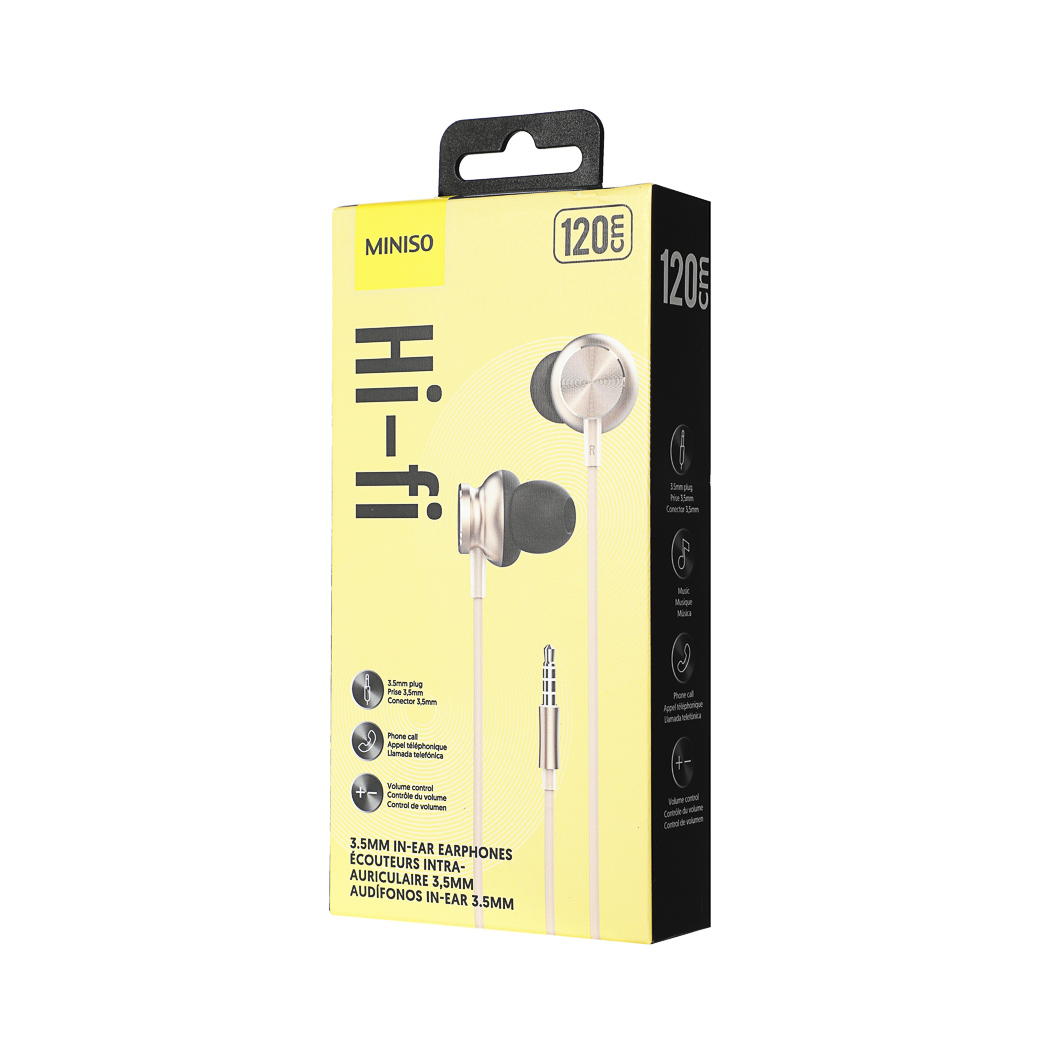 MINISO
120cm
Hi-fi
R
3.5mm plug
Prise 3,5mm
Conector 3,5mm
Phone call
Appel téléphonique
Llamada telefónica
Volume control
Contrôle du volume
Control de volumen
3.5MM IN-EAR EARPHONES
ÉCOUTEURS INTRA-
AURICULAIRE 3,5MM
AUDÍFONOS IN-EAR 3.5MM
120cm
3.5mm plug
Prise 3,5mm
Conector 3,5mm
Music
Musique
Música
Phone call
Appel téléphonique
Llamada telefónica
Volume control
Contrôle du volume
Control de volumen